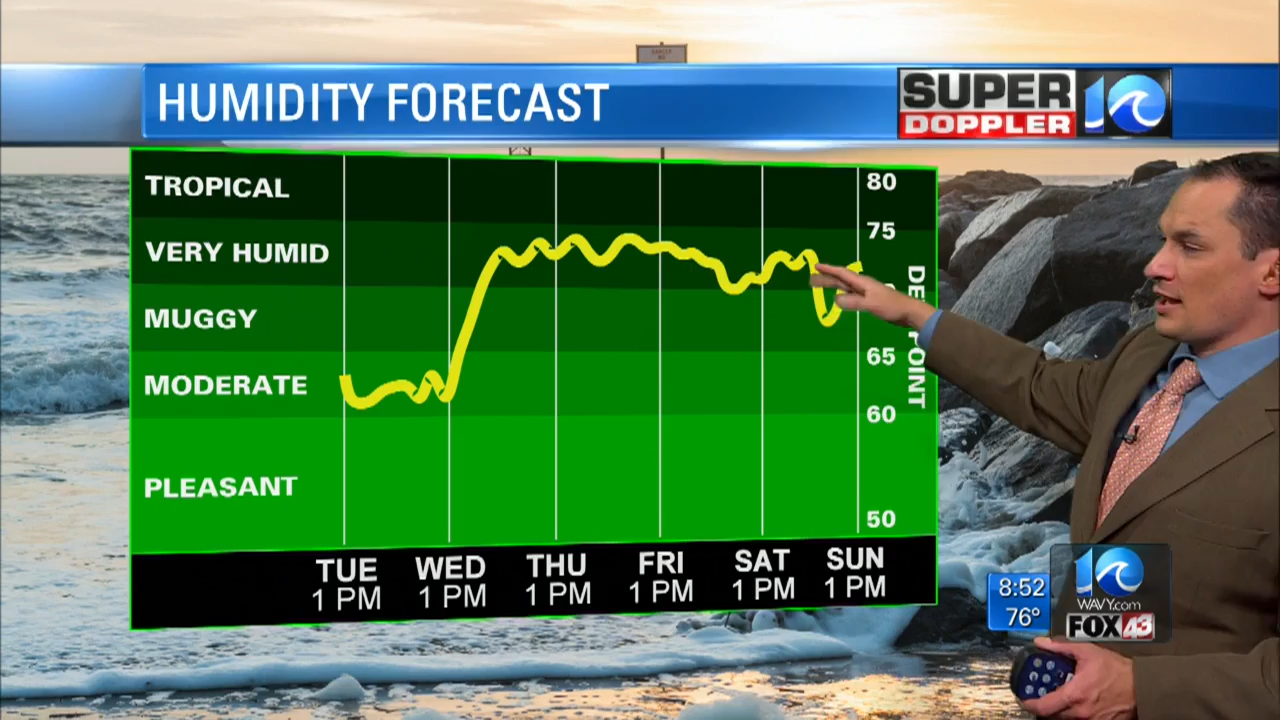 HUMIDITY FORECAST
SUPER
DOPPLER
10
TROPICAL
VERY HUMID
MUGGY
MODERATE
PLEASANT
80
75
65
60
50
POINT
TUE WED THU FRI SAT SUN
1 PM 1 PM 1 PM 1 PM 1 PM 1 PM
8:52
76°
10
WAVY.com
FOX 43